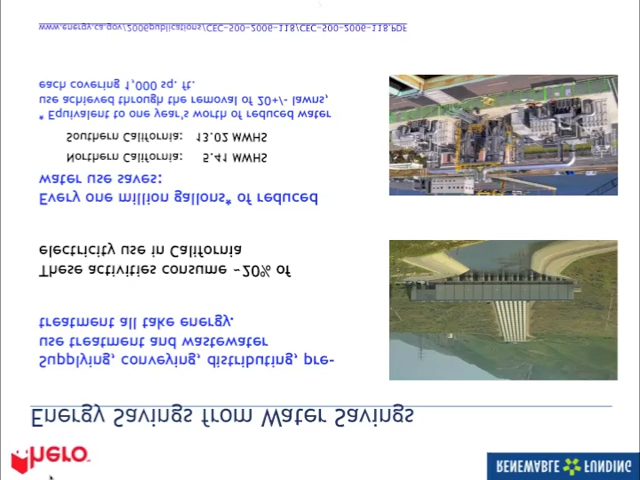 hero
RENEWABLE FUNDING
Energy Savings from Water Savings
Supplying, conveying, distributing, pre-
use treatment and wastewater
treatment all take energy.
These activities consume ~20% of
electricity use in California
Every one million gallons* of reduced
water use saves:
Northern California: 5.41 MWHS
Southern California: 13.02 MWHS
* Equivalent to one year's worth of reduced water
use achieved through the removal of 20+/- lawns,
each covering 1,000 sq. ft.
www.energy.ca.gov/2006publications/CEC-500-2006-118/CEC-500-2006-118.PDF